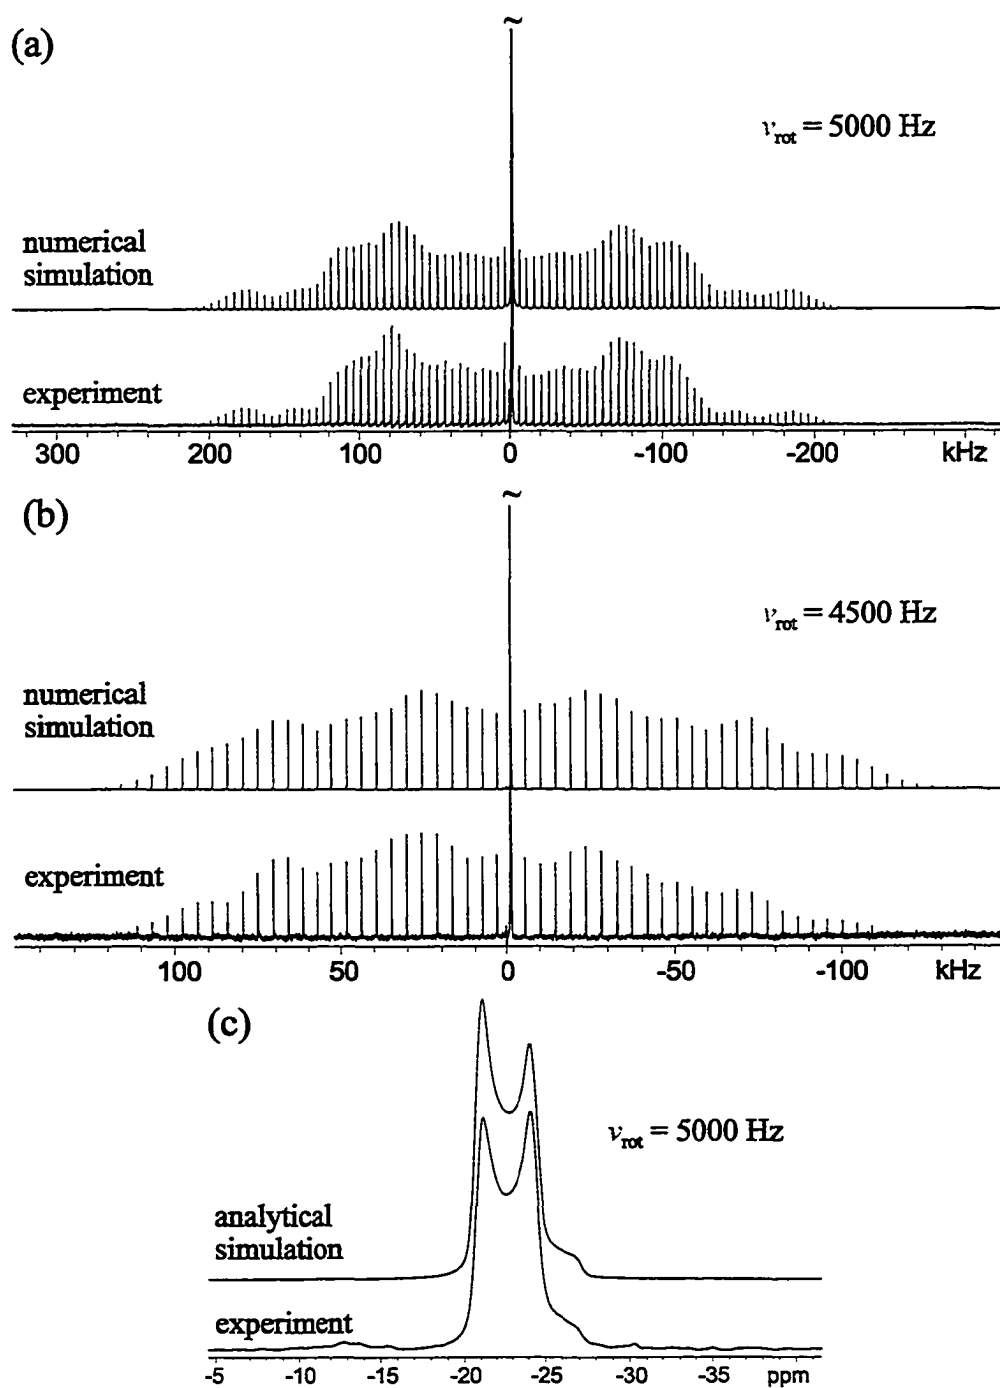 (a)
~
ν_rot = 5000 Hz
numerical
simulation
experiment
300 200 100 0 -100 -200 kHz
(b)
~
ν_rot = 4500 Hz
numerical
simulation
experiment
100 50 0 -50 -100 kHz
(c)
ν_rot = 5000 Hz
analytical
simulation
experiment
-5 -10 -15 -20 -25 -30 -35 ppm